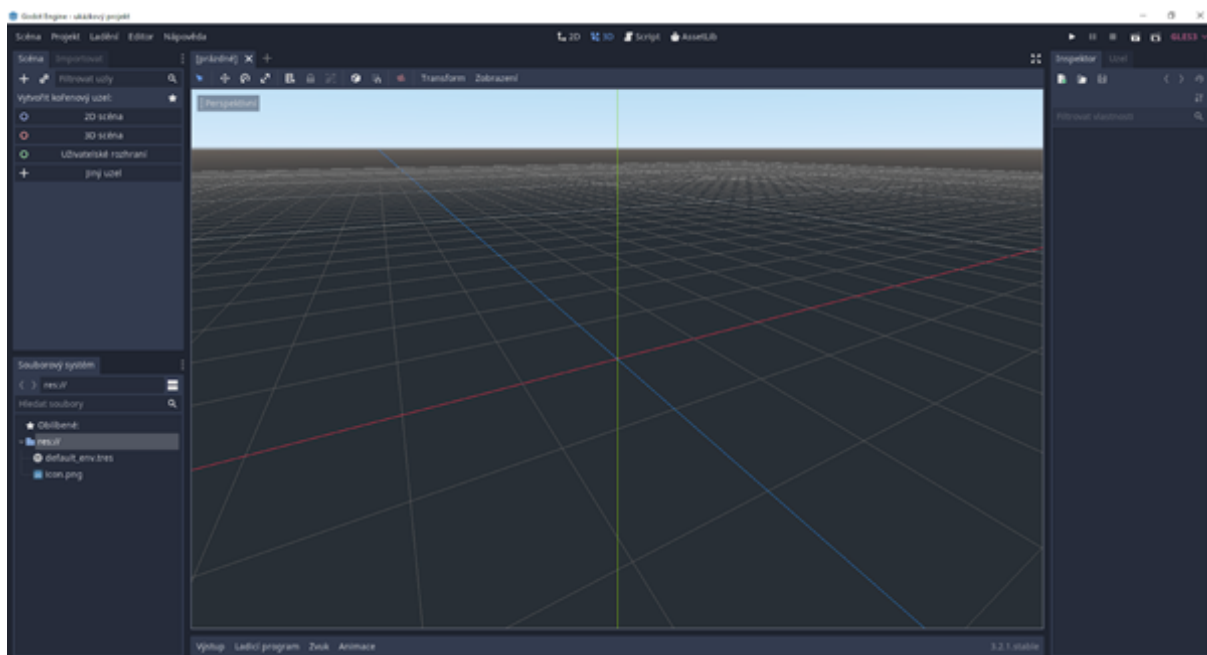 Godot Engine - ukázkový projekt
Scéna Projekt Ladění Editor Nápověda
2D 3D Script AssetLib
GLES3
Scéna Importovat
Filtrovat uzly
Vytvořit kořenový uzel:
2D scéna
3D scéna
Uživatelské rozhraní
Jiný uzel
Souborový systém
res://
Hledat soubory
Oblíbené:
res://
default_env.tres
icon.png
[prázdné]
Transform Zobrazení
Perspektivní
Výstup Ladicí program Zvuk Animace
3.2.1.stable
Inspektor Uzel
Filtrovat vlastnosti